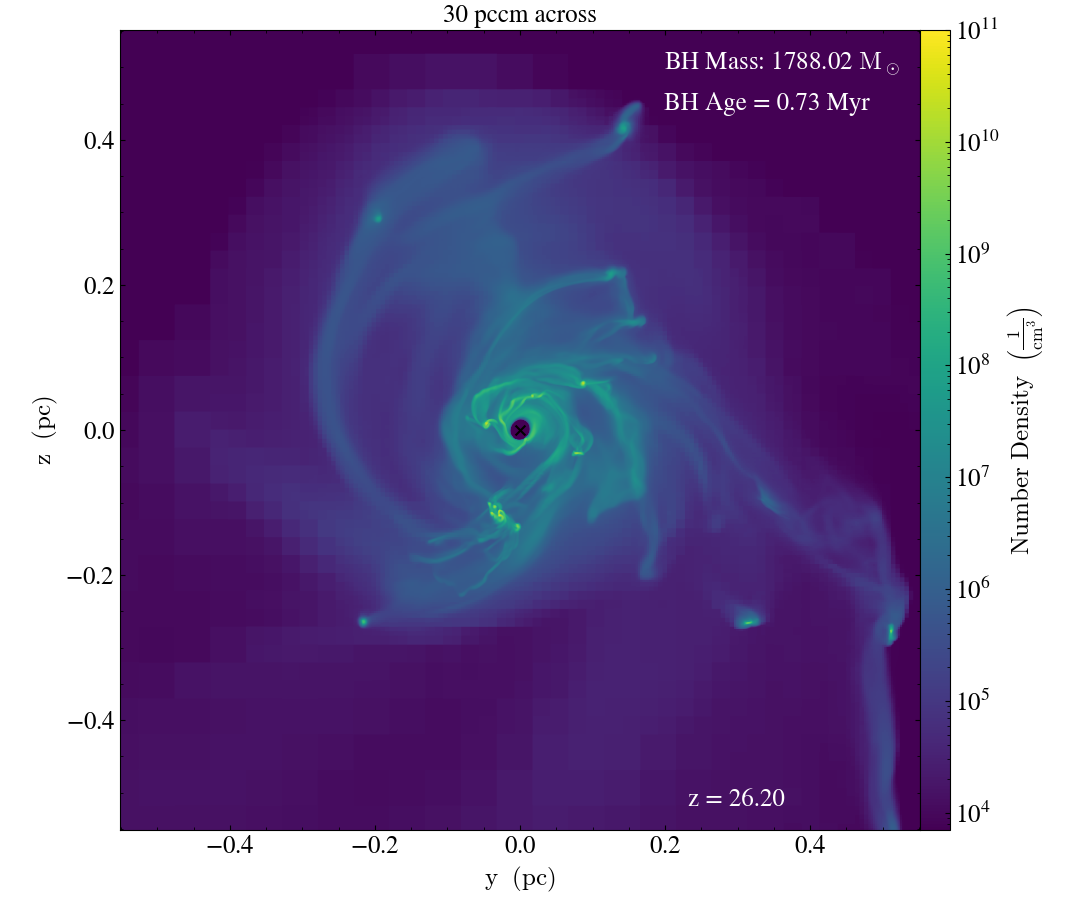 30 pccm across
BH Mass: 1788.02 M⊙
BH Age = 0.73 Myr
z = 26.20
0.4
0.2
0.0
−0.2
−0.4
z (pc)
−0.4
−0.2
0.0
0.2
0.4
y (pc)
10¹¹
10¹⁰
10⁹
10⁸
10⁷
10⁶
10⁵
10⁴
Number Density (1/cm³)